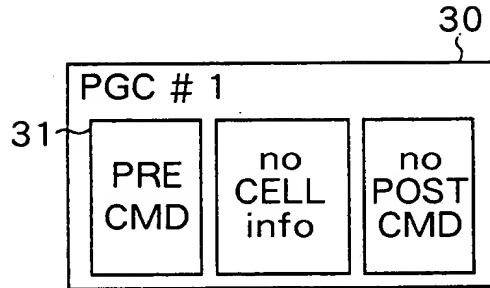 30
PGC # 1
31
PRE
CMD
no
CELL
info
no
POST
CMD